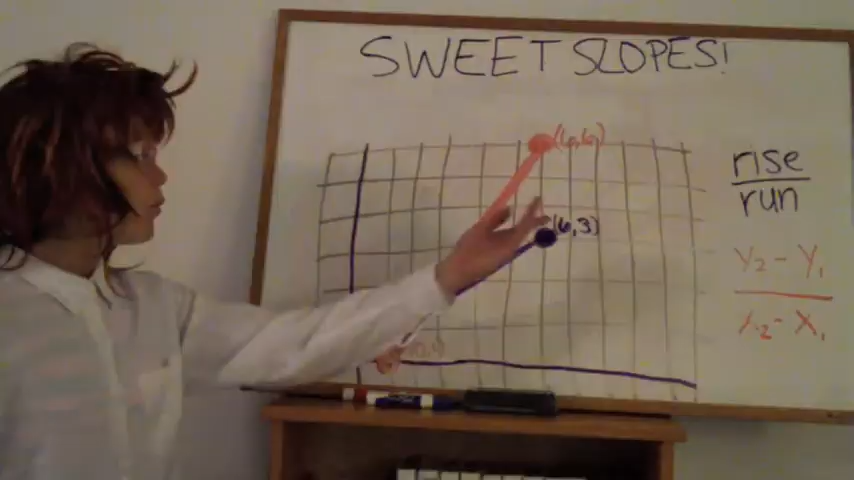 SWEET SLOPES!
(6,6)
(6,3)
rise
run
Y₂ - Y₁
X₂ - X₁